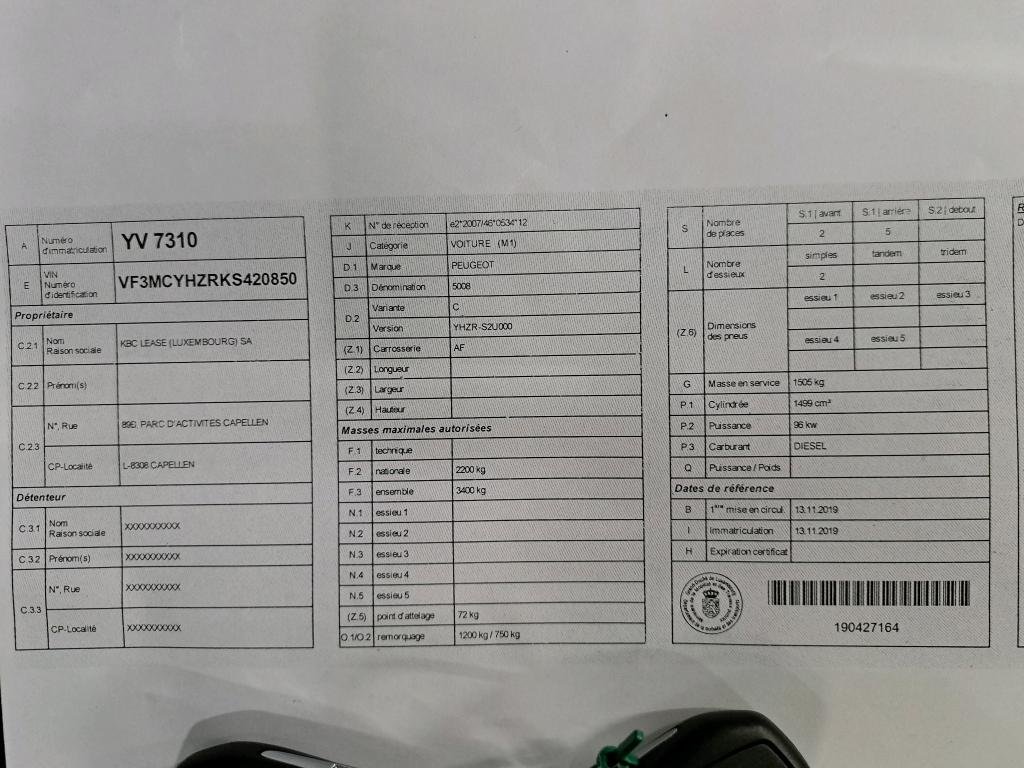 A Numéro d'immatriculation YV 7310
E VIN Numéro d'identification VF3MCYHZRKS420850
Propriétaire
C.2.1 Nom Raison sociale KBC LEASE (LUXEMBOURG) SA
C.2.2 Prénom(s)
C.2.3 N°, Rue PARC D'ACTIVITES CAPELLEN
CP-Localité L-8308 CAPELLEN
Détenteur
C.3.1 Nom Raison sociale XXXXXXXXXX
C.3.2 Prénom(s) XXXXXXXXXX
C.3.3 N°, Rue XXXXXXXXXX
CP-Localité XXXXXXXXXX
K N° de réception e2*2007/46*0534*12
J Catégorie VOITURE (M1)
D.1 Marque PEUGEOT
D.3 Dénomination 5008
D.2 Variante C
Version YHZR-S2U000
(Z.1) Carrosserie AF
(Z.2) Longueur
(Z.3) Largeur
(Z.4) Hauteur
Masses maximales autorisées
F.1 technique
F.2 nationale 2200 kg
F.3 ensemble 3400 kg
N.1 essieu 1
N.2 essieu 2
N.3 essieu 3
N.4 essieu 4
N.5 essieu 5
(Z.5) point d'attelage 72 kg
O.1/O.2 remorquage 1200 kg / 750 kg
S Nombre de places S.1 | avant S.1 | arrière S.2 | debout
2 5
L Nombre d'essieux simples tandem tridem
2
(Z.6) Dimensions des pneus essieu 1 essieu 2 essieu 3
essieu 4 essieu 5
G Masse en service 1505 kg
P.1 Cylindrée 1499 cm³
P.2 Puissance 96 kw
P.3 Carburant DIESEL
Q Puissance / Poids
Dates de référence
B 1ère mise en circul. 13.11.2019
I Immatriculation 13.11.2019
H Expiration certificat
190427164